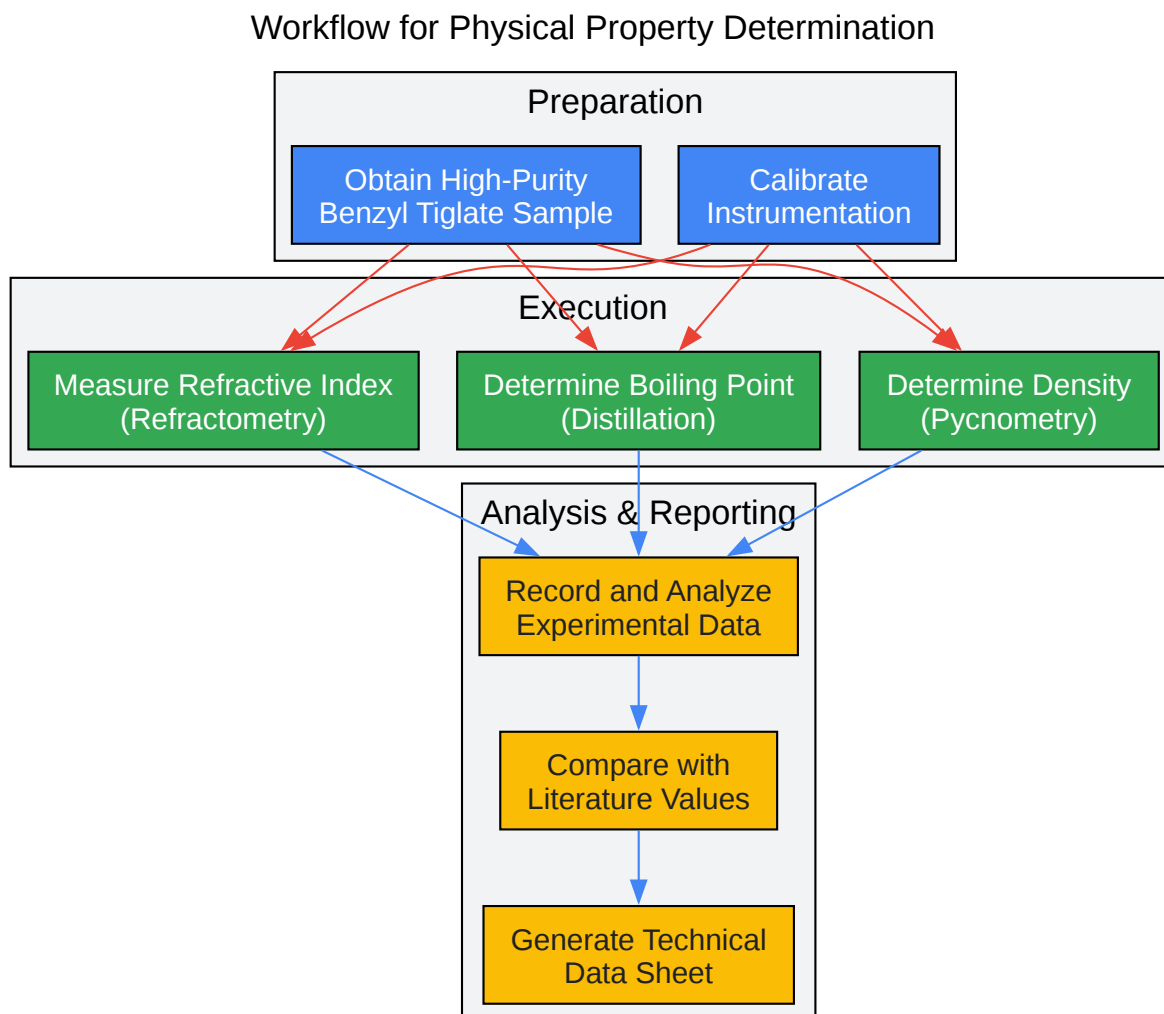 Workflow for Physical Property Determination
Preparation
Obtain High-Purity
Benzyl Tiglate Sample
Calibrate
Instrumentation
Execution
Measure Refractive Index
(Refractometry)
Determine Boiling Point
(Distillation)
Determine Density
(Pycnometry)
Analysis & Reporting
Record and Analyze
Experimental Data
Compare with
Literature Values
Generate Technical
Data Sheet